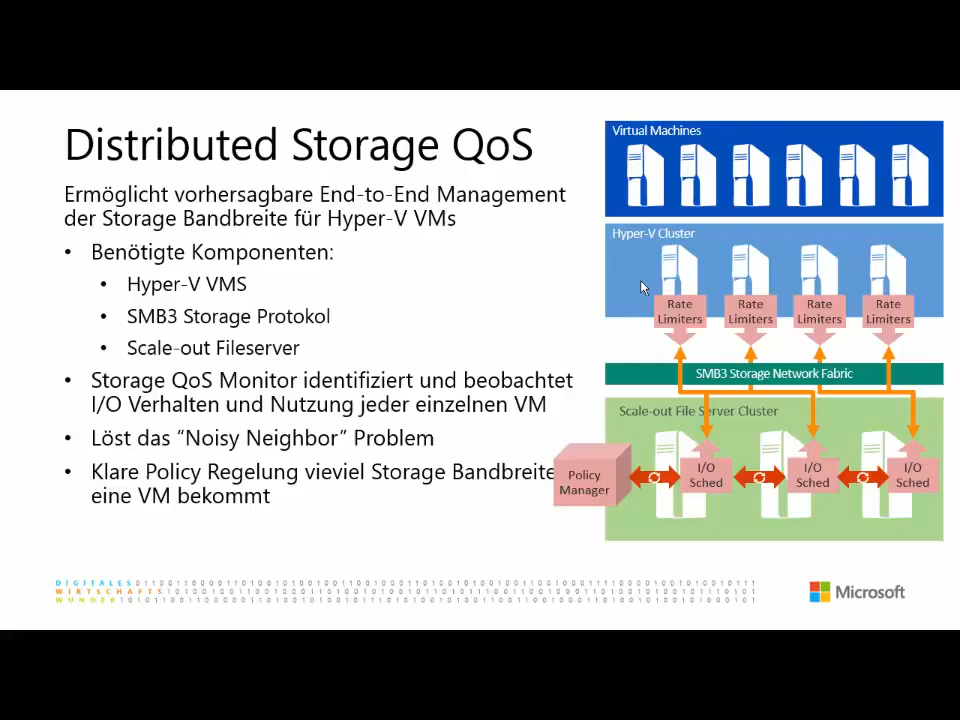 Distributed Storage QoS
Ermöglicht vorhersagbare End-to-End Management
der Storage Bandbreite für Hyper-V VMs
• Benötigte Komponenten:
• Hyper-V VMS
• SMB3 Storage Protokol
• Scale-out Fileserver
• Storage QoS Monitor identifiziert und beobachtet
I/O Verhalten und Nutzung jeder einzelnen VM
• Löst das “Noisy Neighbor” Problem
• Klare Policy Regelung vieviel Storage Bandbreite
eine VM bekommt
Virtual Machines
Hyper-V Cluster
Rate
Limiters
Rate
Limiters
Rate
Limiters
Rate
Limiters
SMB3 Storage Network Fabric
Scale-out File Server Cluster
Policy
Manager
I/O
Sched
I/O
Sched
I/O
Sched
DIGITALES
WIRTSCHAFTS
WUNDER
Microsoft